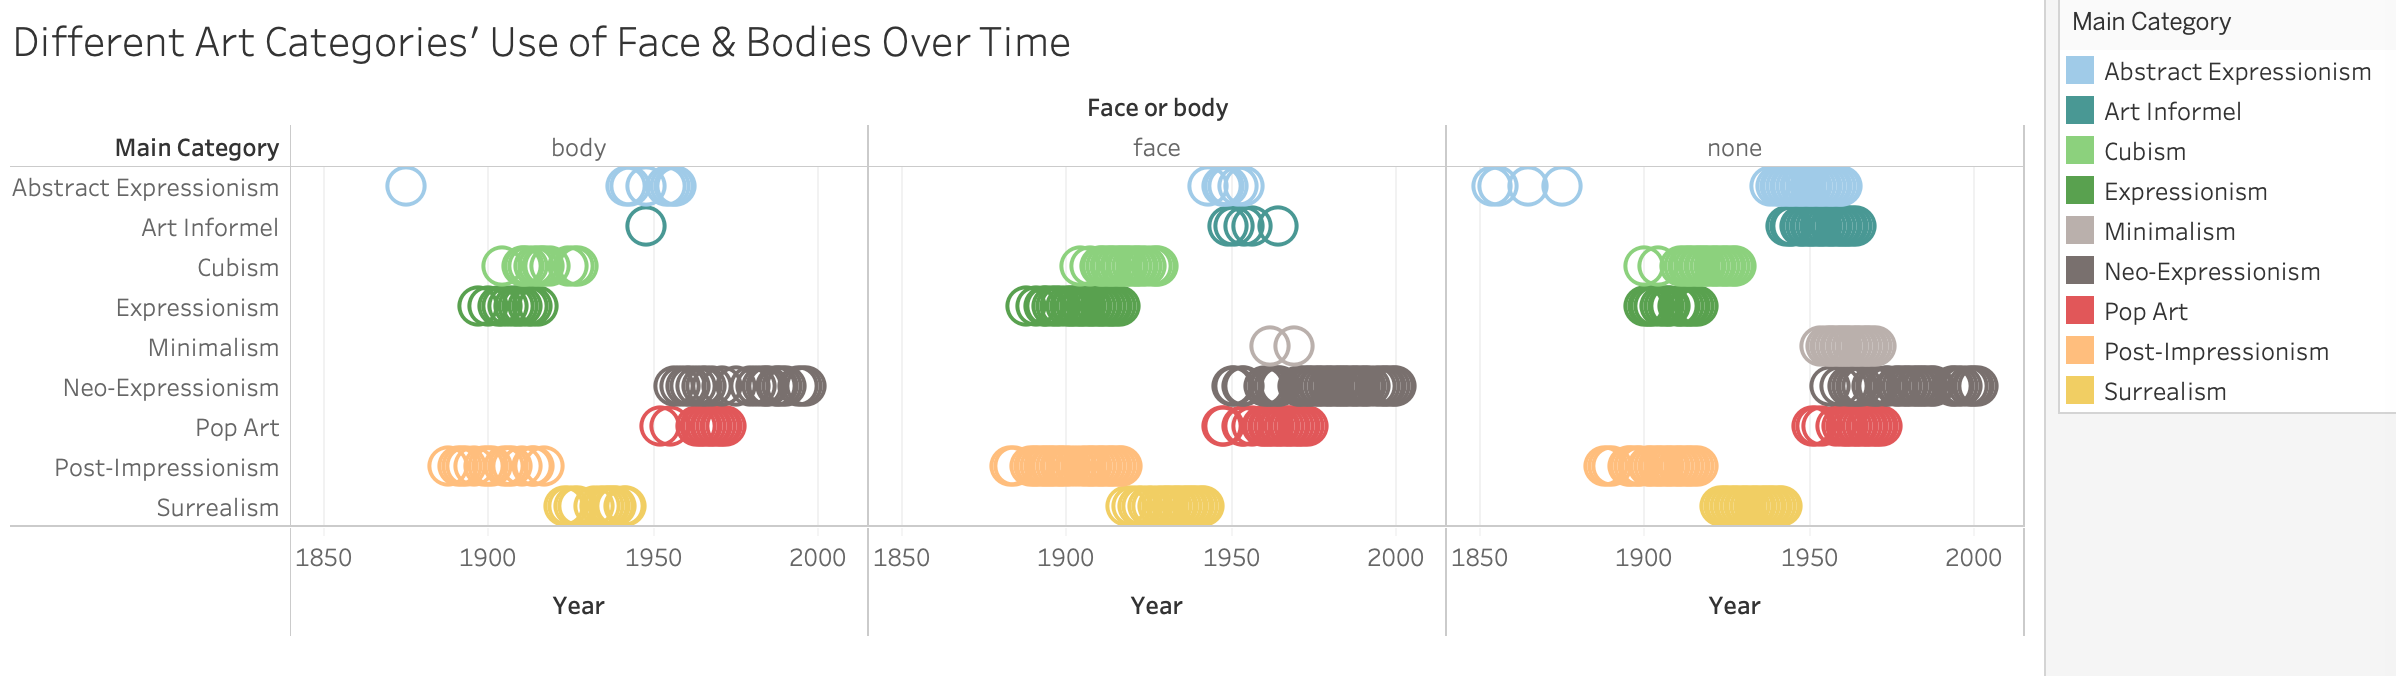 Different Art Categories’ Use of Face & Bodies Over Time
Face or body
Main Category body face none
Abstract Expressionism
Art Informel
Cubism
Expressionism
Minimalism
Neo-Expressionism
Pop Art
Post-Impressionism
Surrealism
1850 1900 1950 2000 1850 1900 1950 2000 1850 1900 1950 2000
Year Year Year
Main Category
Abstract Expressionism
Art Informel
Cubism
Expressionism
Minimalism
Neo-Expressionism
Pop Art
Post-Impressionism
Surrealism